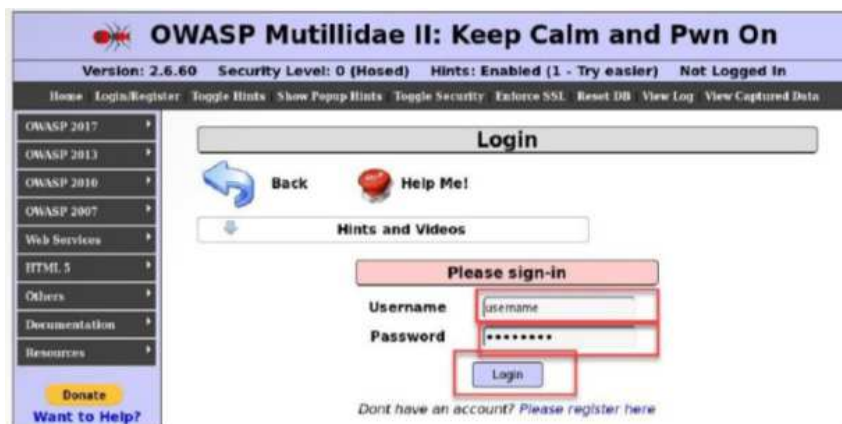 OWASP Mutillidae II: Keep Calm and Pwn On
Version: 2.6.60 Security Level: 0 (Hosed) Hints: Enabled (1 - Try easier) Not Logged In
Home Login/Register Toggle Hints Show Popup Hints Toggle Security Enforce SSL Reset DB View Log View Captured Data
OWASP 2017
OWASP 2013
OWASP 2010
OWASP 2007
Web Services
HTML 5
Others
Documentation
Resources
Donate
Want to Help?
Login
Back Help Me!
Hints and Videos
Please sign-in
Username username
Password ••••••••
Login
Dont have an account? Please register here